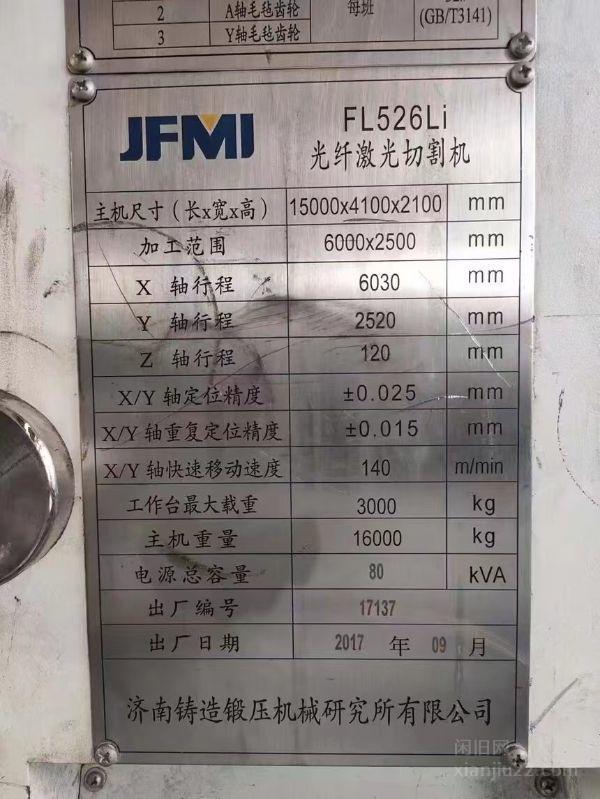 2 A轴毛毡齿轮 每班
3 Y轴毛毡齿轮 (GB/T3141)
JFMI FL526Li
光纤激光切割机
主机尺寸(长x宽x高) 15000x4100x2100 mm
加工范围 6000x2500 mm
X 轴行程 6030 mm
Y 轴行程 2520 mm
Z 轴行程 120 mm
X/Y轴定位精度 ±0.025 mm
X/Y轴重复定位精度 ±0.015 mm
X/Y轴快速移动速度 140 m/min
工作台最大载重 3000 kg
主机重量 16000 kg
电源总容量 80 kVA
出厂编号 17137
出厂日期 2017 年 09 月
济南铸造锻压机械研究所有限公司
闲旧网
xianjiu22.com